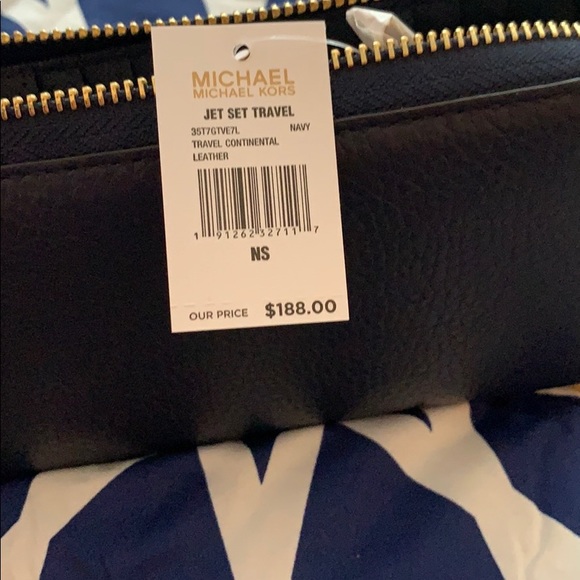 MICHAEL
MICHAEL KORS
JET SET TRAVEL
35T7GTVE7L NAVY
TRAVEL CONTINENTAL
LEATHER
1 91262 32711 7
NS
OUR PRICE $188.00